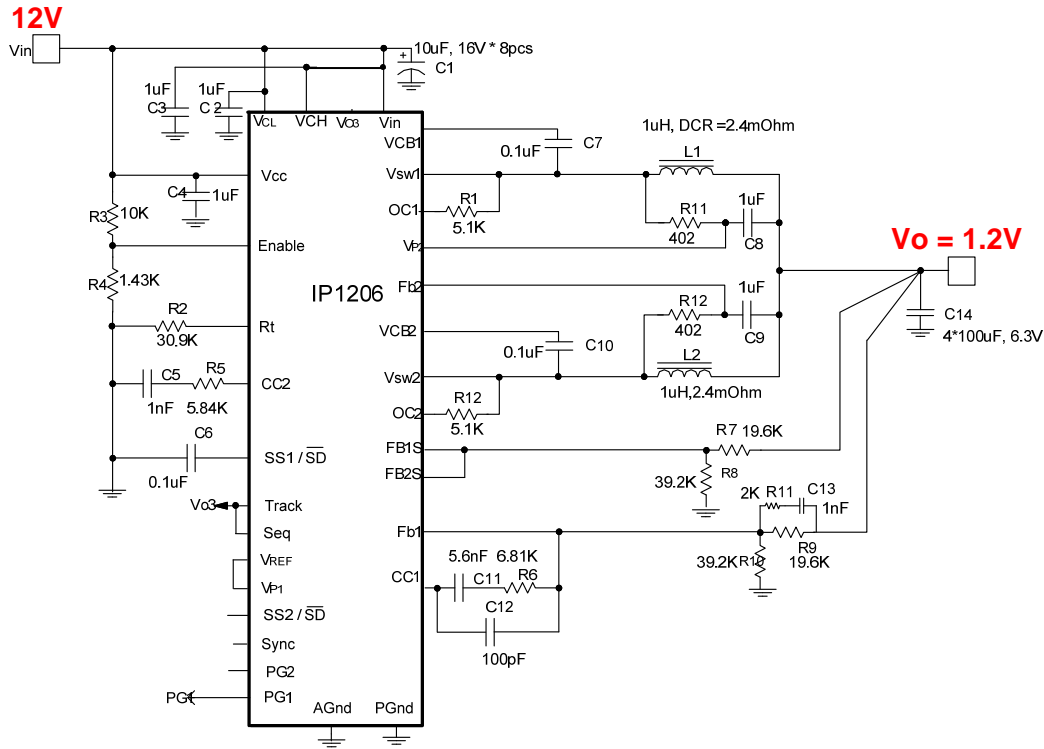 12V
Vin
10uF, 16V * 8pcs
C1
1uF
C3
1uF
C2
VCL
VCH
VO3
Vin
VCB1
0.1uF
C7
1uH, DCR =2.4mOhm
L1
Vcc
C4
1uF
Vsw1
R1
5.1K
OC1
R11
402
1uF
C8
R3
10K
Enable
VP2
Vo = 1.2V
R4
1.43K
IP1206
Fb2
R12
402
1uF
C9
C14
4*100uF, 6.3V
R2
30.9K
Rt
VCB2
0.1uF
C10
L2
1uH,2.4mOhm
C5
1nF
R5
5.84K
CC2
Vsw2
R12
5.1K
OC2
C6
0.1uF
SS1 / SD
FB1S
FB2S
R7
19.6K
39.2K
R8
Vo3
Track
Seq
2K
R11
C13
1nF
Fb1
R9
19.6K
39.2K
R10
VREF
VP1
5.6nF
6.81K
CC1
C11
R6
C12
100pF
SS2 / SD
Sync
PG2
PG1
PG1
AGnd
PGnd